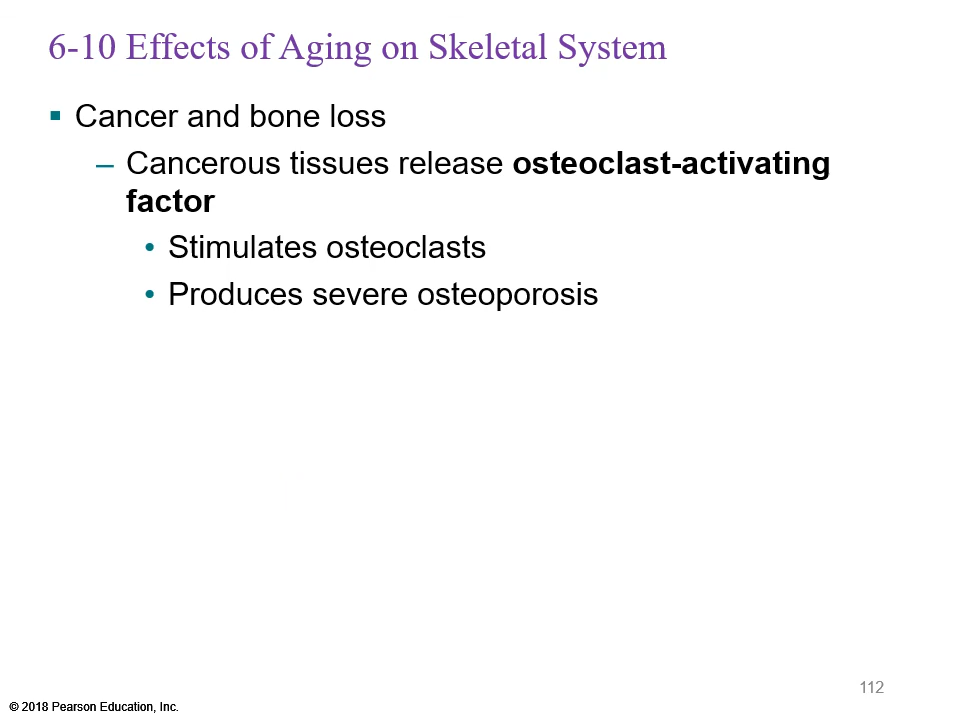 6-10 Effects of Aging on Skeletal System
▪ Cancer and bone loss
– Cancerous tissues release osteoclast-activating
factor
• Stimulates osteoclasts
• Produces severe osteoporosis
112
© 2018 Pearson Education, Inc.